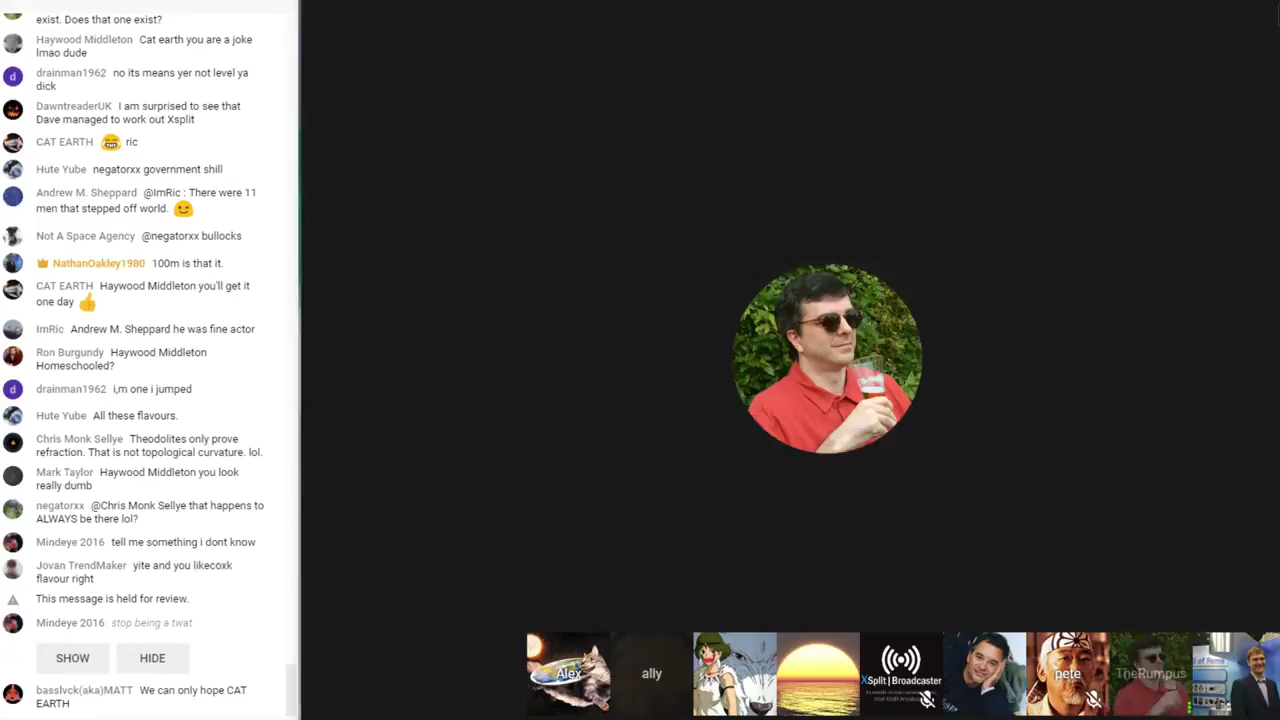 exist. Does that one exist?
Haywood Middleton Cat earth you are a joke
lmao dude
drainman1962 no its means yer not level ya
dick
DawntreaderUK I am surprised to see that
Dave managed to work out Xsplit
CAT EARTH 😂 ric
Hute Yube negatorxx government shill
Andrew M. Sheppard @ImRic : There were 11
men that stepped off world. 😉
Not A Space Agency @negatorxx bullocks
NathanOakley1980 100m is that it.
CAT EARTH Haywood Middleton you'll get it
one day 👍
ImRic Andrew M. Sheppard he was fine actor
Ron Burgundy Haywood Middleton
Homeschooled?
drainman1962 i,m one i jumped
Hute Yube All these flavours.
Chris Monk Sellye Theodolites only prove
refraction. That is not topological curvature. lol.
Mark Taylor Haywood Middleton you look
really dumb
negatorxx @Chris Monk Sellye that happens to
ALWAYS be there lol?
Mindeye 2016 tell me something i dont know
Jovan TrendMaker yite and you likecoxk
flavour right
This message is held for review.
Mindeye 2016 stop being a twat
SHOW HIDE
basslvck(aka)MATT We can only hope CAT
EARTH
d
d
d
Alex
ally
XSplit | Broadcaster
pete
TheRumpus
of Fame